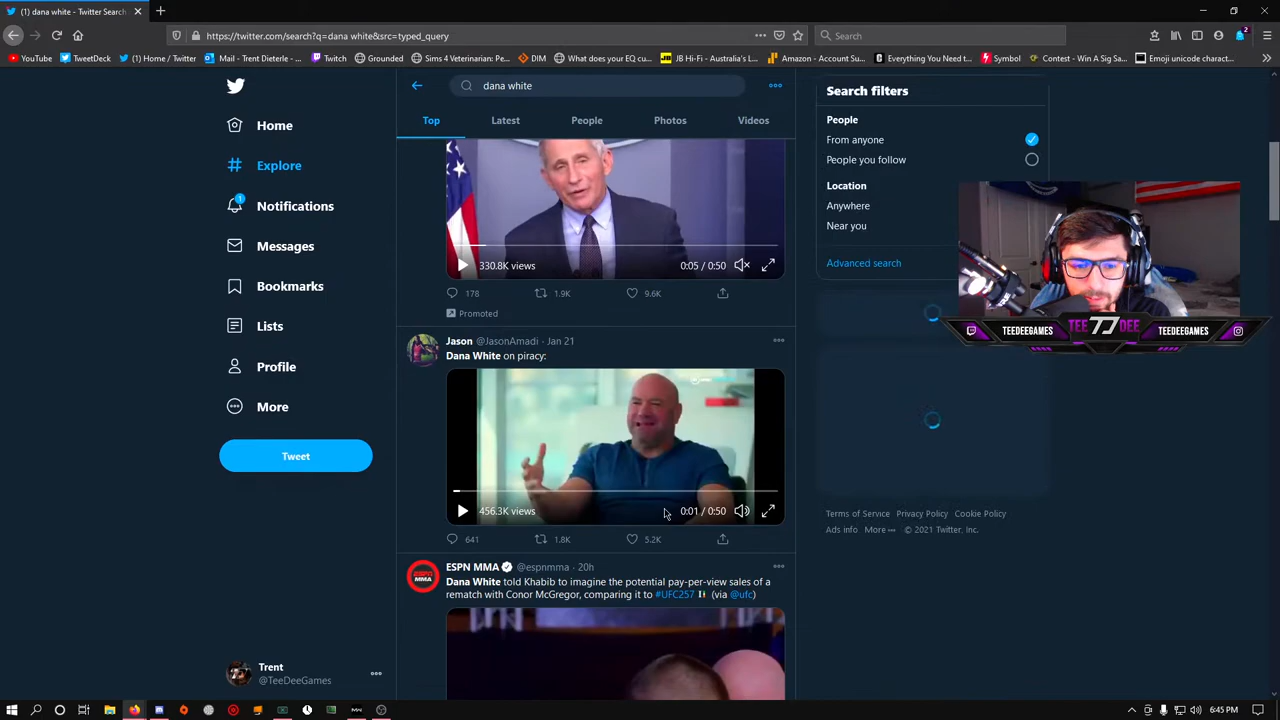 (1) dana white - Twitter Search
https://twitter.com/search?q=dana white&src=typed_query
Search
YouTube
TweetDeck
(1) Home / Twitter
Mail - Trent Dieterle -...
Twitch
Grounded
Sims 4 Veterinarian:...
DIM
What does your EQ cu...
JB Hi-Fi - Australia's L...
Amazon - Account Su...
Everything You Need t...
Symbol
Contest - Win A Sig Sa...
Emoji unicode charact...
dana white
Top
Latest
People
Photos
Videos
1
Home
Explore
Notifications
Messages
Bookmarks
Lists
Profile
More
Tweet
Trent
@TeeDeeGames
330.8K views
0:05 / 0:50
178
1.9K
9.6K
Promoted
Jason @JasonAmadi · Jan 21
Dana White on piracy:
456.3K views
0:01 / 0:50
641
1.8K
5.2K
ESPN MMA @espnmma · 20h
Dana White told Khabib to imagine the potential pay-per-view sales of a
rematch with Conor McGregor, comparing it to #UFC257 (via @ufc)
Search filters
People
From anyone
People you follow
Location
Anywhere
Near you
Advanced search
TEEDEEGAMES
TEE TJ DEE
TEEDEEGAMES
Terms of Service Privacy Policy Cookie Policy
Ads info More ••• © 2021 Twitter, Inc.
6:45 PM